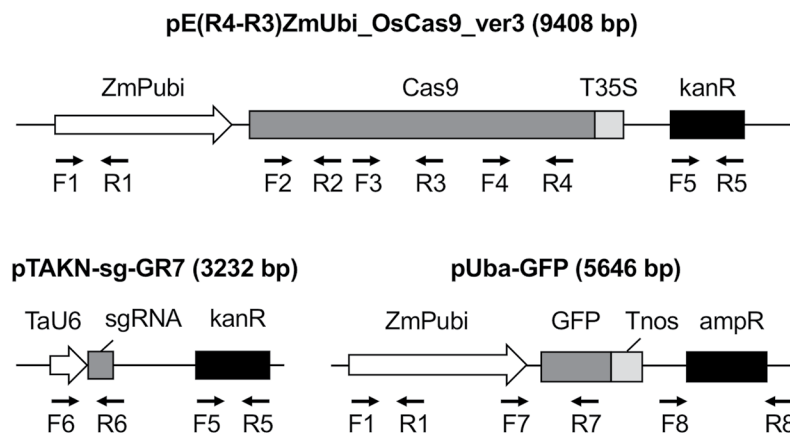 pE(R4-R3)ZmUbi_OsCas9_ver3 (9408 bp)
ZmPubi Cas9 T35S kanR
F1 R1 F2 R2 F3 R3 F4 R4 F5 R5
pTAKN-sg-GR7 (3232 bp) pUba-GFP (5646 bp)
TaU6 sgRNA kanR ZmPubi GFP Tnos ampR
F6 R6 F5 R5 F1 R1 F7 R7 F8 R8